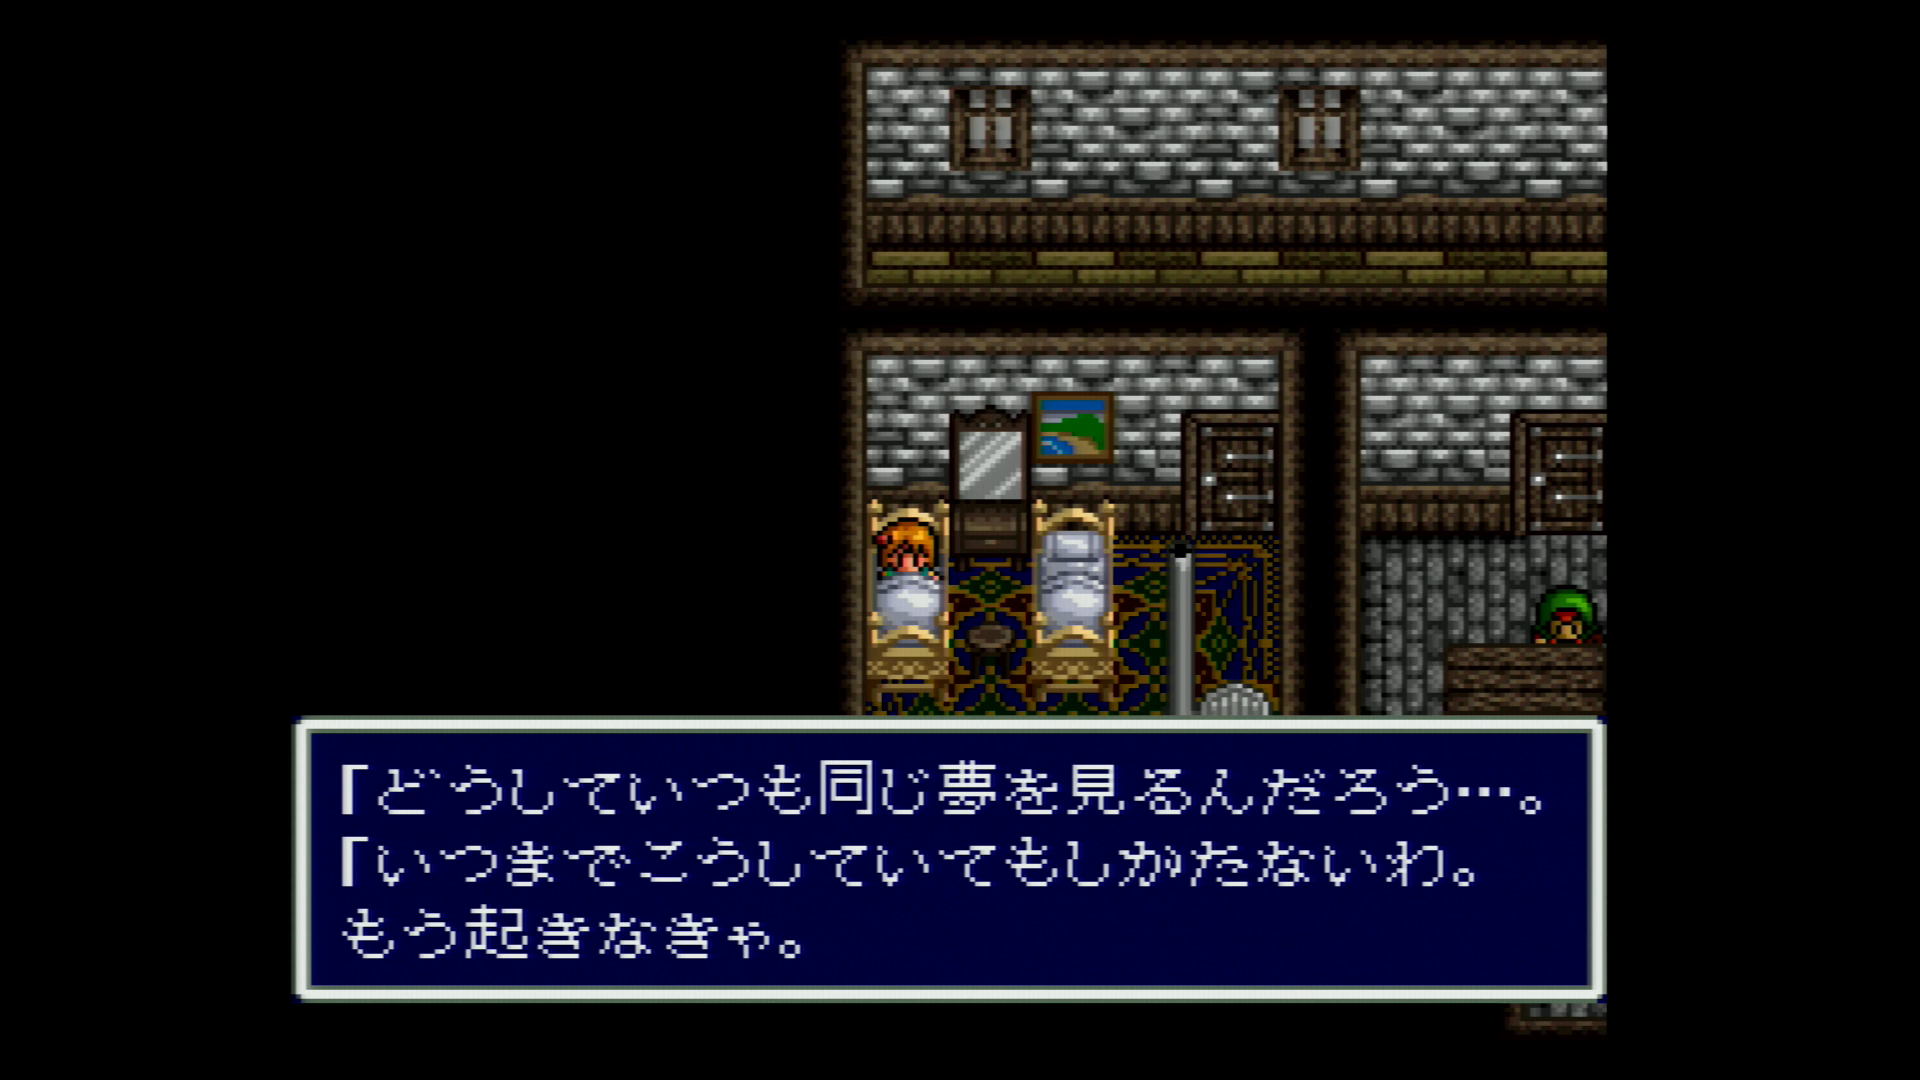 「どうしていつも同じ夢を見るんだろう…。
「いつまでこうしていてもしかたないわ。
もう起きなきゃ。